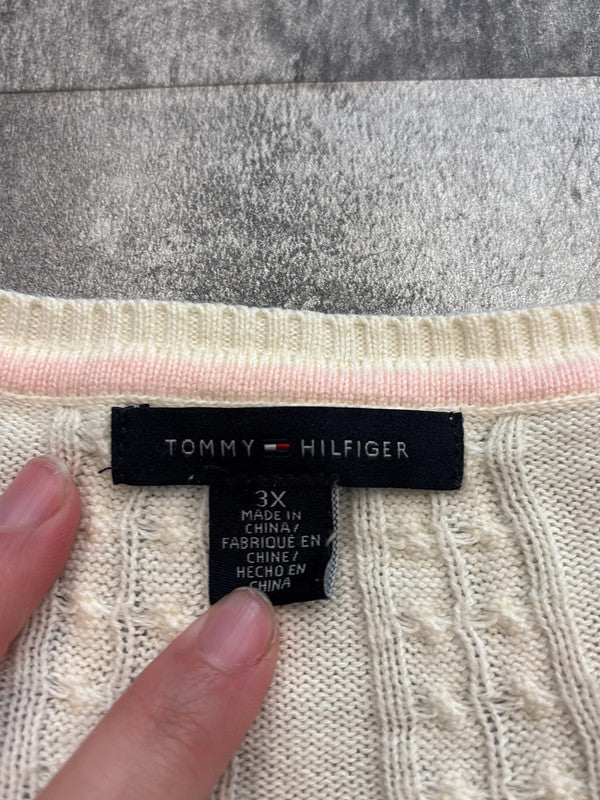 TOMMY HILFIGER
3X
MADE IN
CHINA/
FABRIQUÉ EN
CHINE/
HECHO EN
CHINA